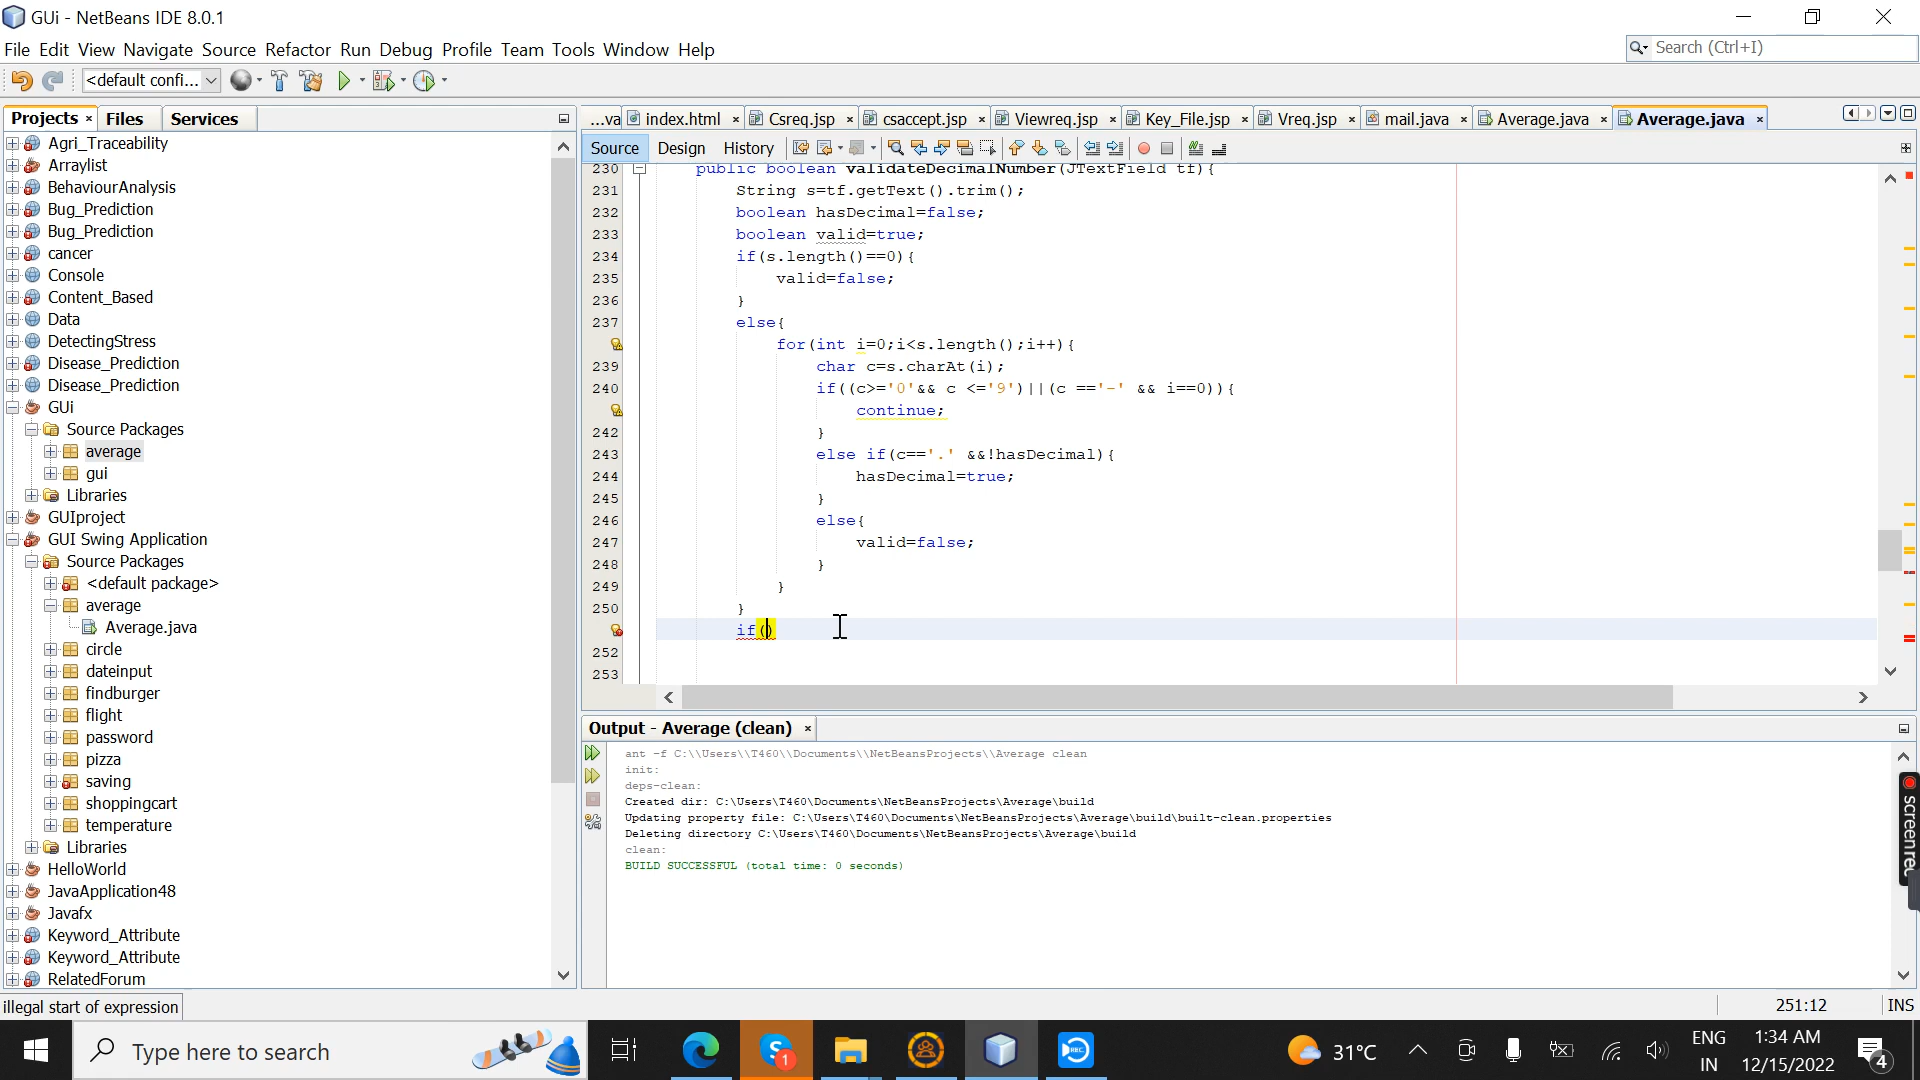 GUi - NetBeans IDE 8.0.1
File Edit View Navigate Source Refactor Run Debug Profile Team Tools Window Help
Search (Ctrl+I)
<default confi...
Projects Files Services
Agri_Traceability
Arraylist
BehaviourAnalysis
Bug_Prediction
Bug_Prediction
cancer
Console
Content_Based
Data
DetectingStress
Disease_Prediction
Disease_Prediction
GUi
Source Packages
average
gui
Libraries
GUIproject
GUI Swing Application
Source Packages
<default package>
average
Average.java
circle
dateinput
findburger
flight
password
pizza
saving
shoppingcart
temperature
Libraries
HelloWorld
JavaApplication48
Javafx
Keyword_Attribute
Keyword_Attribute
RelatedForum
...va index.html Csreq.jsp csaccept.jsp Viewreq.jsp Key_File.jsp Vreq.jsp mail.java Average.java Average.java
Source Design History
230 public boolean validateDecimalNumber(JTextField tf){
231 String s=tf.getText().trim();
232 boolean hasDecimal=false;
233 boolean valid=true;
234 if(s.length()==0){
235 valid=false;
236 }
237 else{
for(int i=0;i<s.length();i++){
239 char c=s.charAt(i);
240 if((c>='0'&& c <='9')||(c =='-' && i==0)){
continue;
242 }
243 else if(c=='.' &&!hasDecimal){
244 hasDecimal=true;
245 }
246 else{
247 valid=false;
248 }
249 }
250 }
if()
252
253
Output - Average (clean)
ant -f C:\\Users\\T460\\Documents\\NetBeansProjects\\Average clean
init:
deps-clean:
Created dir: C:\Users\T460\Documents\NetBeansProjects\Average\build
Updating property file: C:\Users\T460\Documents\NetBeansProjects\Average\build\built-clean.properties
Deleting directory C:\Users\T460\Documents\NetBeansProjects\Average\build
clean:
BUILD SUCCESSFUL (total time: 0 seconds)
screenrec
illegal start of expression
251:12
INS
Type here to search
1
REC
31°C
ENG
IN
1:34 AM
12/15/2022
4